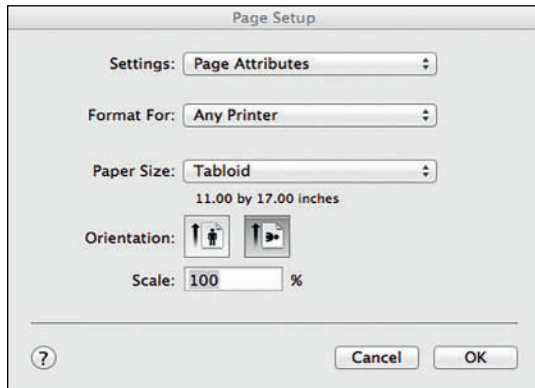 Page Setup
Settings: Page Attributes
Format For: Any Printer
Paper Size: Tabloid
11.00 by 17.00 inches
Orientation:
Scale: 100 %
? Cancel OK